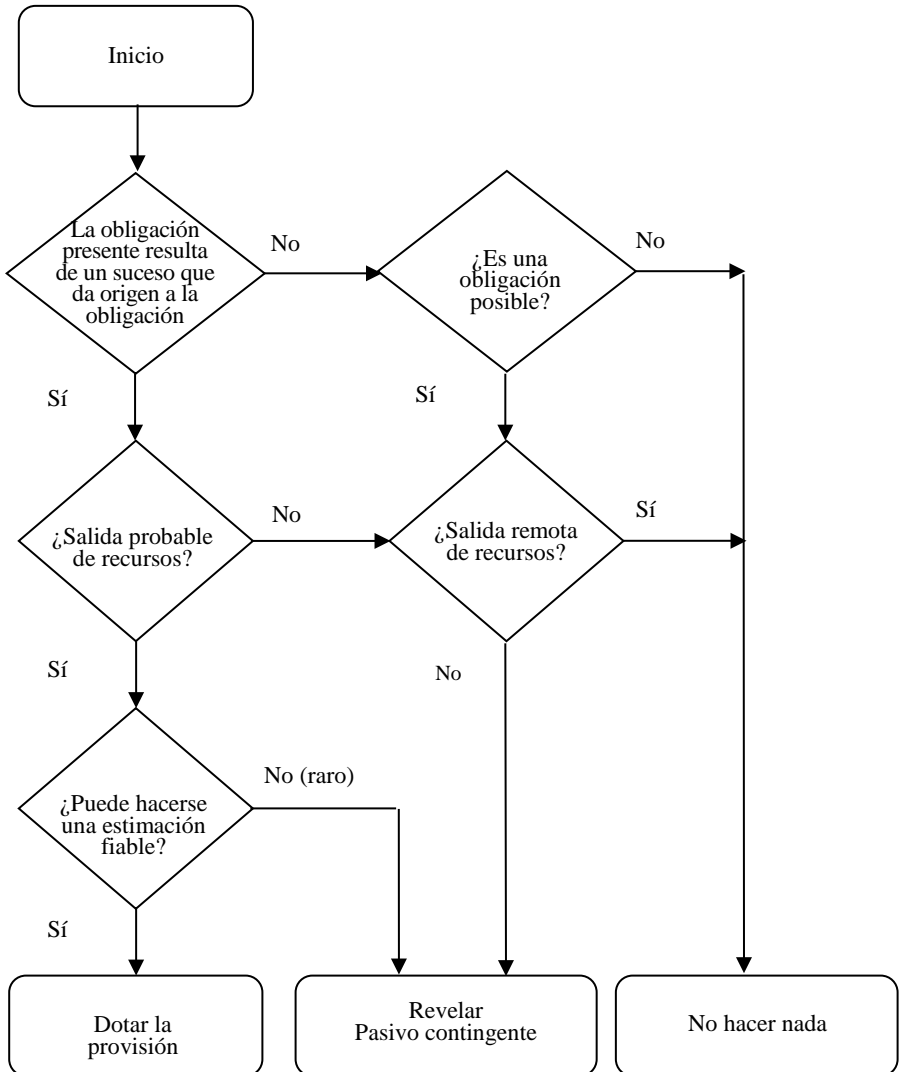 Inicio
La obligación
presente resulta
de un suceso que
da origen a la
obligación
No
¿Es una
obligación
posible?
No
Sí
Sí
¿Salida probable
de recursos?
No
¿Salida remota
de recursos?
Sí
Sí
No
¿Puede hacerse
una estimación
fiable?
No (raro)
Sí
Dotar la
provisión
Revelar
Pasivo contingente
No hacer nada